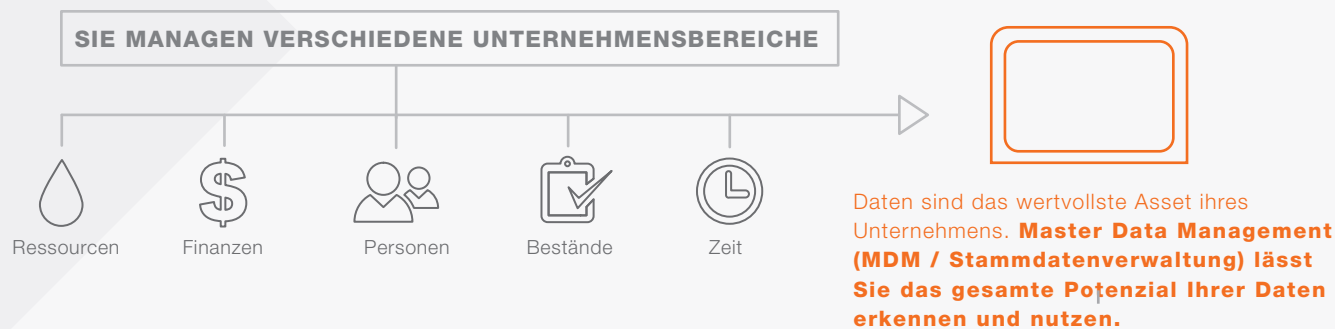 SIE MANAGEN VERSCHIEDENE UNTERNEHMENSBEREICHE
Ressourcen
Finanzen
Personen
Bestände
Zeit
Daten sind das wertvollste Asset ihres
Unternehmens. Master Data Management
(MDM / Stammdatenverwaltung) lässt
Sie das gesamte Potenzial Ihrer Daten
erkennen und nutzen.